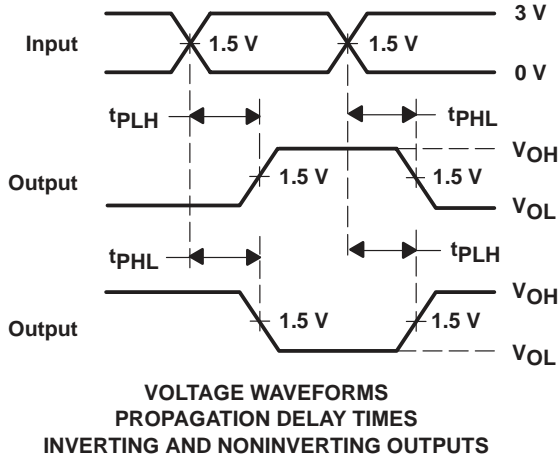 3 V
Input 1.5 V 1.5 V
0 V
tPLH tPHL
VOH
Output 1.5 V 1.5 V
VOL
tPHL tPLH
VOH
Output 1.5 V 1.5 V
VOL
VOLTAGE WAVEFORMS
PROPAGATION DELAY TIMES
INVERTING AND NONINVERTING OUTPUTS